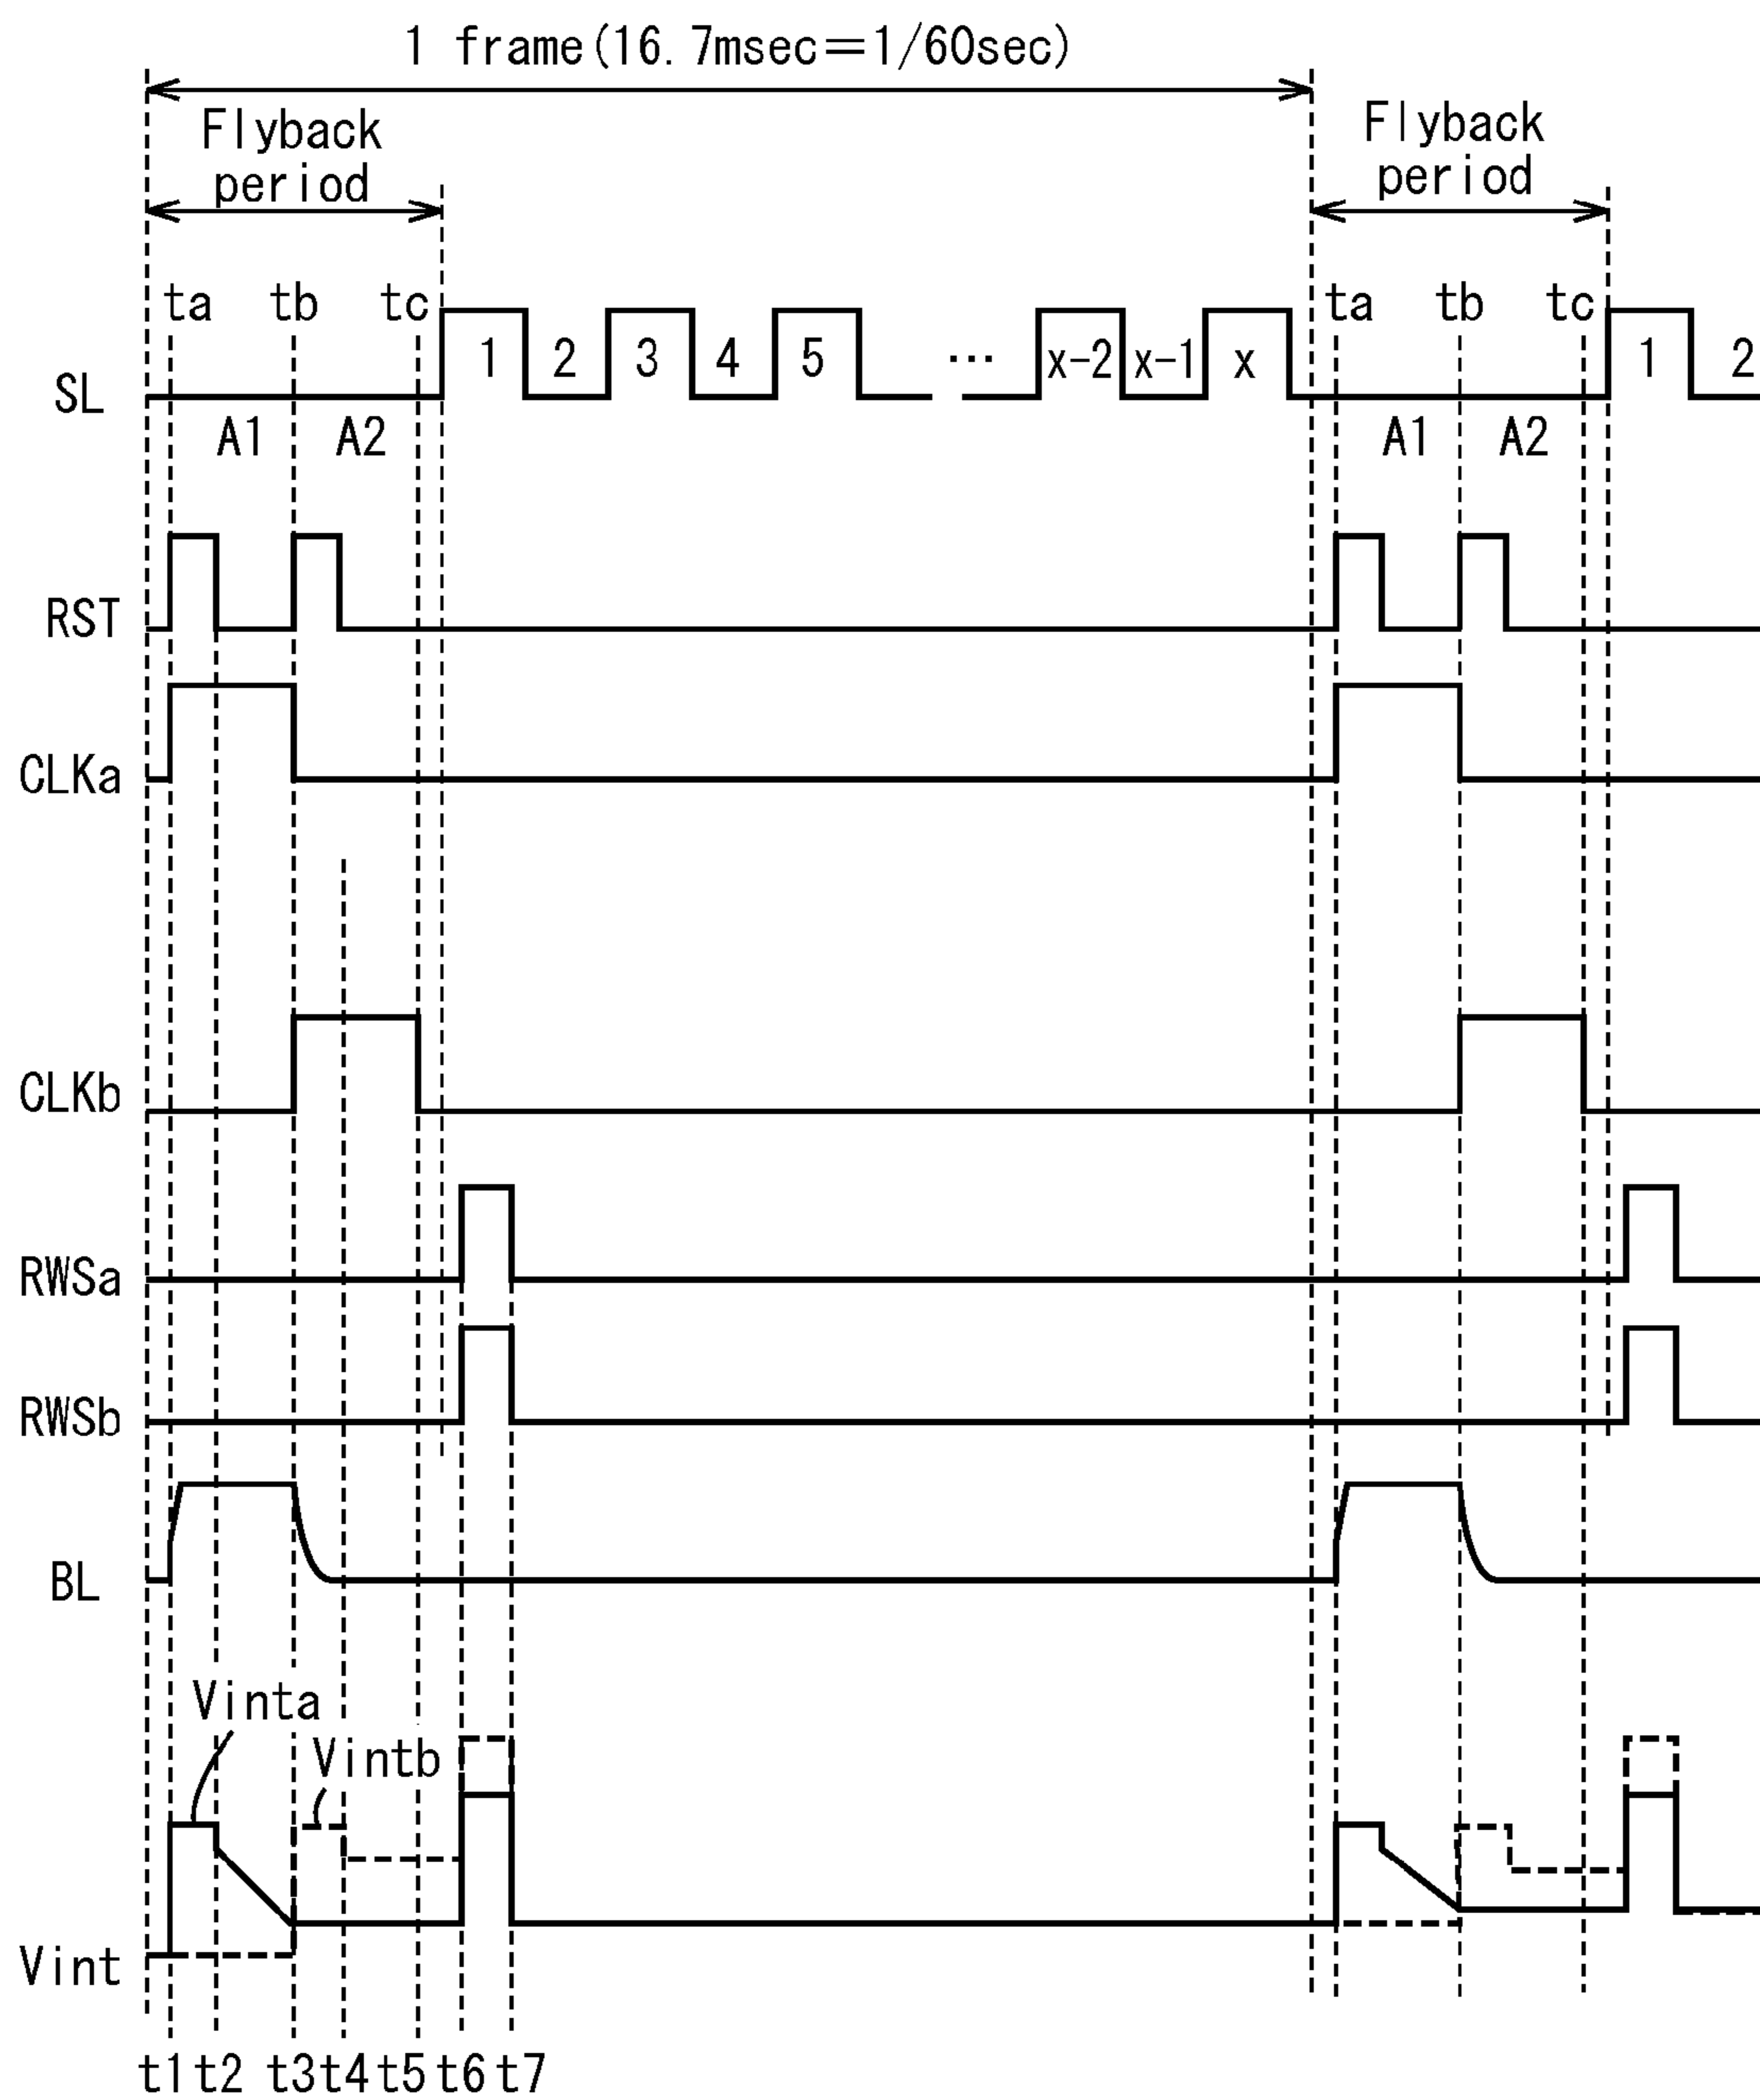 1 frame(16.7msec=1/60sec)
Flyback period
Flyback period
ta tb tc
ta tb tc
SL 1 2 3 4 5 ... x-2 x-1 x 1 2
A1 A2 A1 A2
RST
CLKa
CLKb
RWSa
RWSb
BL
Vinta
Vintb
Vint
t1 t2 t3 t4 t5 t6 t7